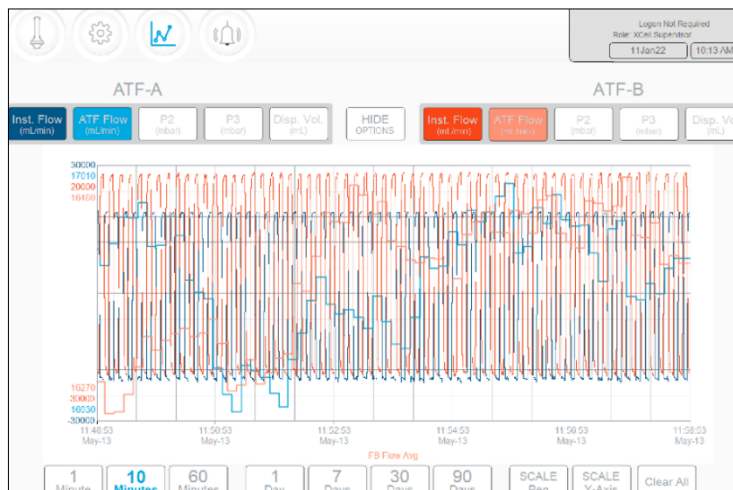 Logon Not Required
Role: XCell Supervisor
11Jan22 10:13 AM
ATF-A
ATF-B
Inst. Flow (mL/min)
ATF Flow (mL/min)
P2 (mbar)
P3 (mbar)
Disp. Vol. (mL)
HIDE OPTIONS
Inst. Flow (mL/min)
ATF Flow (mL/min)
P2 (mbar)
P3 (mbar)
Disp. Vo
(mL)
30000
17010
20000
16460
16270
-30000
16030
-30000
11:48:53 May-13
11:50:53 May-13
11:52:53 May-13
11:54:53 May-13
11:56:53 May-13
11:58:53 May-13
FB Flow Avg
1 Minute
10 Minutes
60 Minutes
1 Day
7 Days
30 Days
90 Days
SCALE
SCALE Y-Axis
Clear All